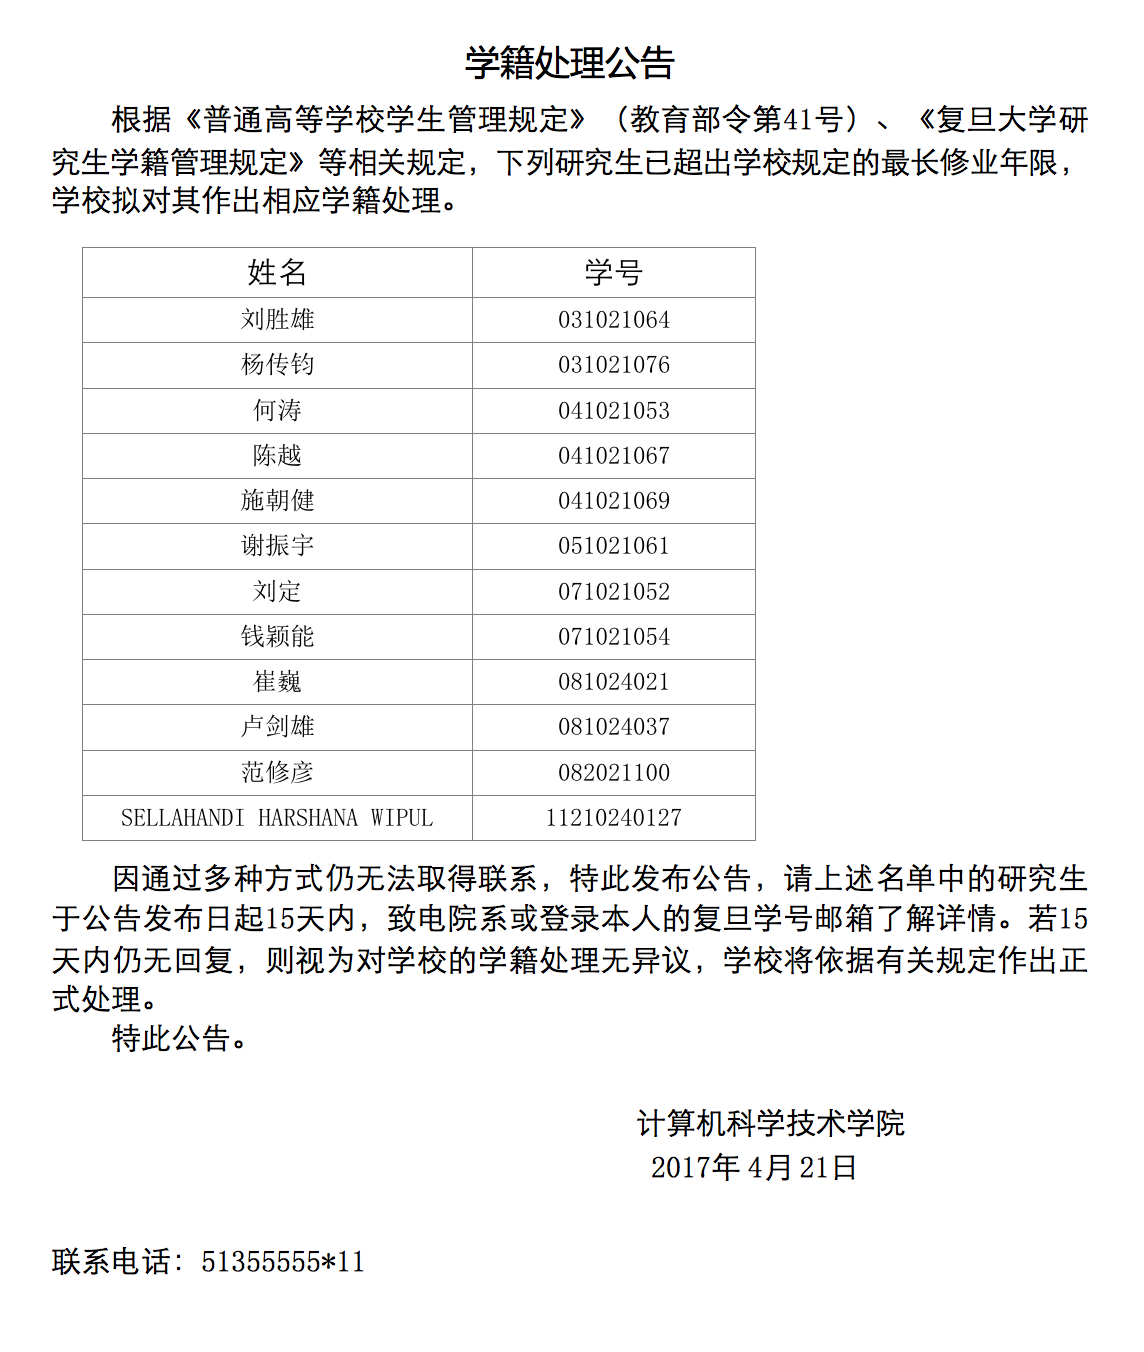 学籍处理公告
根据《普通高等学校学生管理规定》（教育部令第41号）、《复旦大学研
究生学籍管理规定》等相关规定，下列研究生已超出学校规定的最长修业年限，
学校拟对其作出相应学籍处理。
姓名 学号
刘胜雄 031021064
杨传钧 031021076
何涛 041021053
陈越 041021067
施朝健 041021069
谢振宇 051021061
刘定 071021052
钱颖能 071021054
崔巍 081024021
卢剑雄 081024037
范修彦 082021100
SELLAHANDI HARSHANA WIPUL 11210240127
因通过多种方式仍无法取得联系，特此发布公告，请上述名单中的研究生
于公告发布日起15天内，致电院系或登录本人的复旦学号邮箱了解详情。若15
天内仍无回复，则视为对学校的学籍处理无异议，学校将依据有关规定作出正
式处理。
特此公告。
计算机科学技术学院
2017年 4月 21日
联系电话：51355555*11